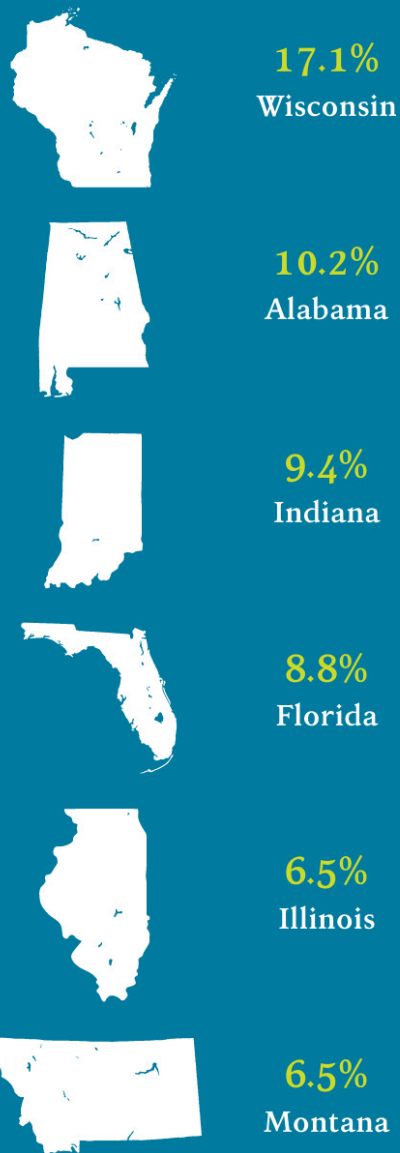 17.1%
Wisconsin
10.2%
Alabama
9.4%
Indiana
8.8%
Florida
6.5%
Illinois
6.5%
Montana